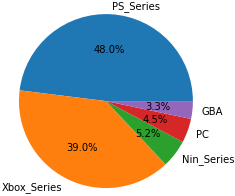 PS_Series
48.0%
3.3%
GBA
4.5%
PC
5.2%
Nin_Series
39.0%
Xbox_Series